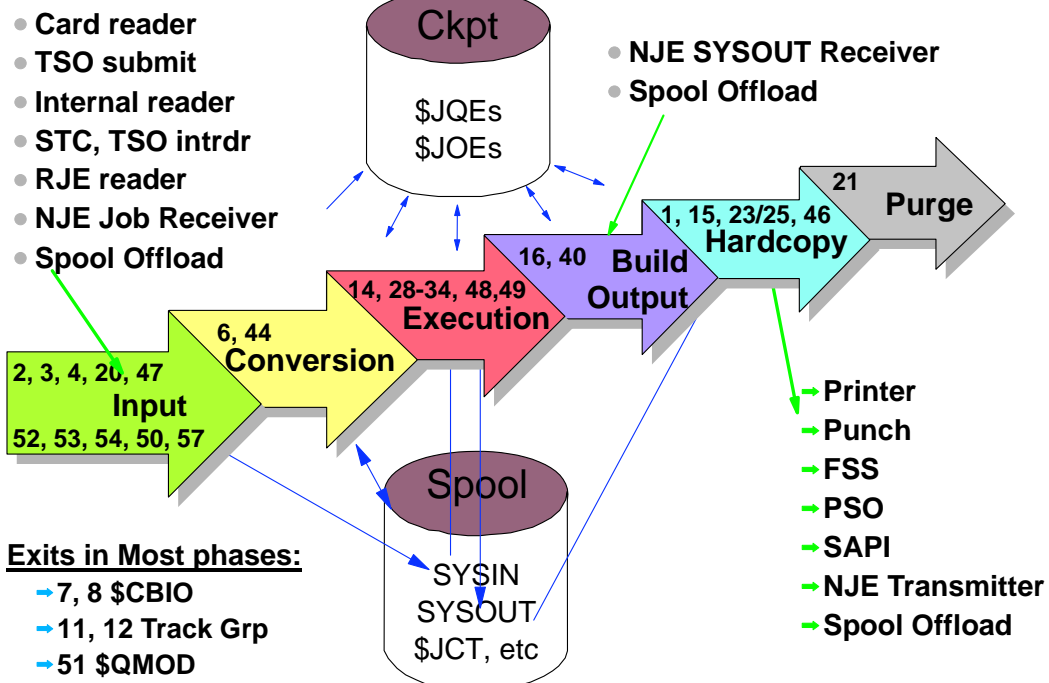 Card reader
TSO submit
Internal reader
STC, TSO intrdr
RJE reader
NJE Job Receiver
Spool Offload
Ckpt
$JQEs
$JOEs
NJE SYSOUT Receiver
Spool Offload
2, 3, 4, 20, 47
Input
52, 53, 54, 50, 57
6, 44
Conversion
14, 28-34, 48,49
Execution
16, 40
Build
Output
1, 15, 23/25, 46
Hardcopy
21
Purge
Spool
SYSIN
SYSOUT
$JCT, etc
Exits in Most phases:
7, 8 $CBIO
11, 12 Track Grp
51 $QMOD
Printer
Punch
FSS
PSO
SAPI
NJE Transmitter
Spool Offload